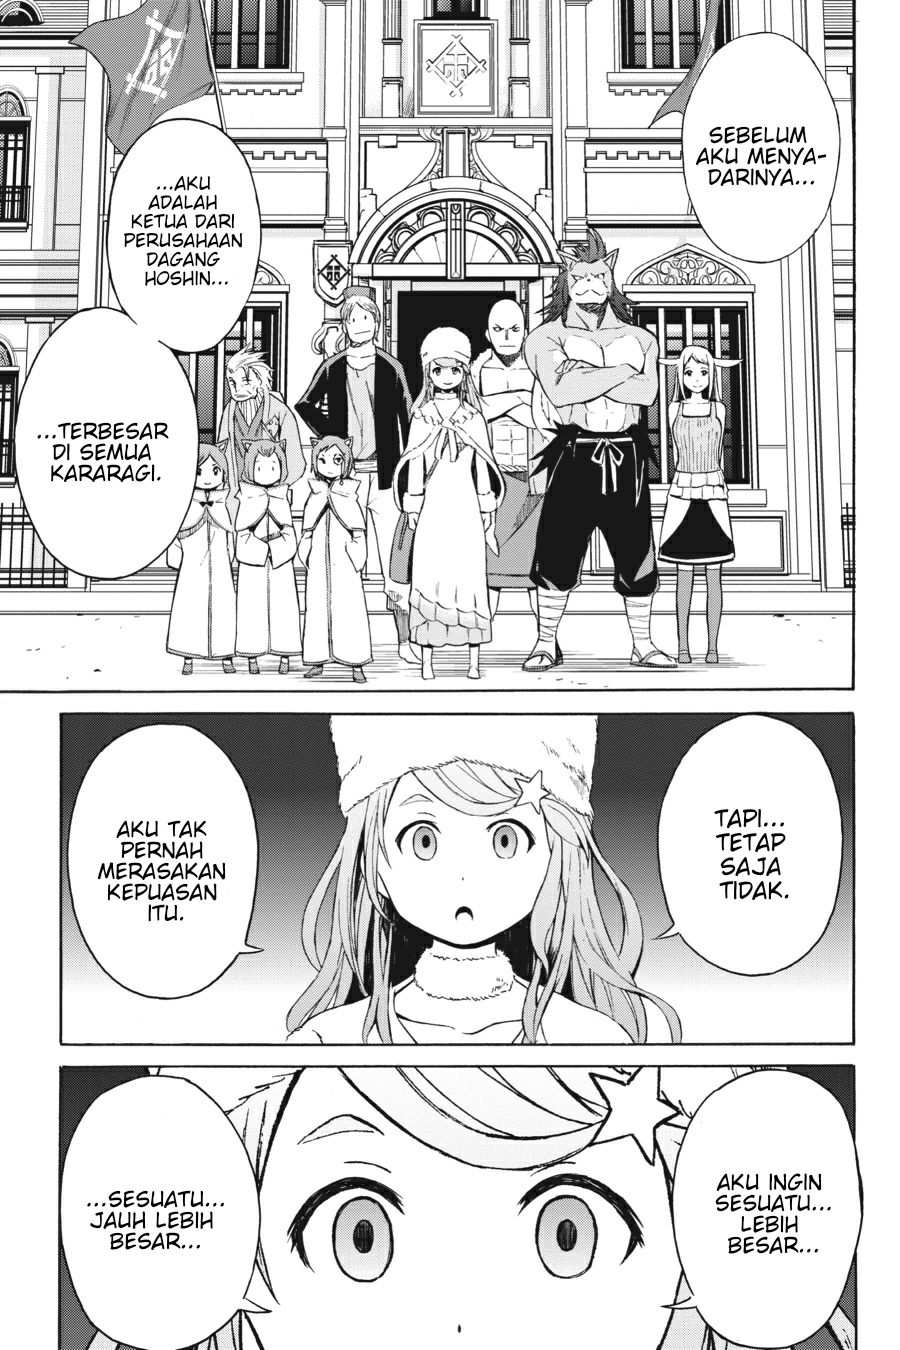 SEBELUM
AKU MENYA-
DARINYA...
...AKU
ADALAH
KETUA DARI
PERUSAHAAN
DAGANG
HOSHIN...
...TERBESAR
DI SEMUA
KARARAGI.
TAPI...
TETAP
SAJA
TIDAK.
AKU TAK
PERNAH
MERASAKAN
KEPUASAN
ITU.
AKU INGIN
SESUATU...
LEBIH
BESAR...
...SESUATU...
JAUH LEBIH
BESAR...